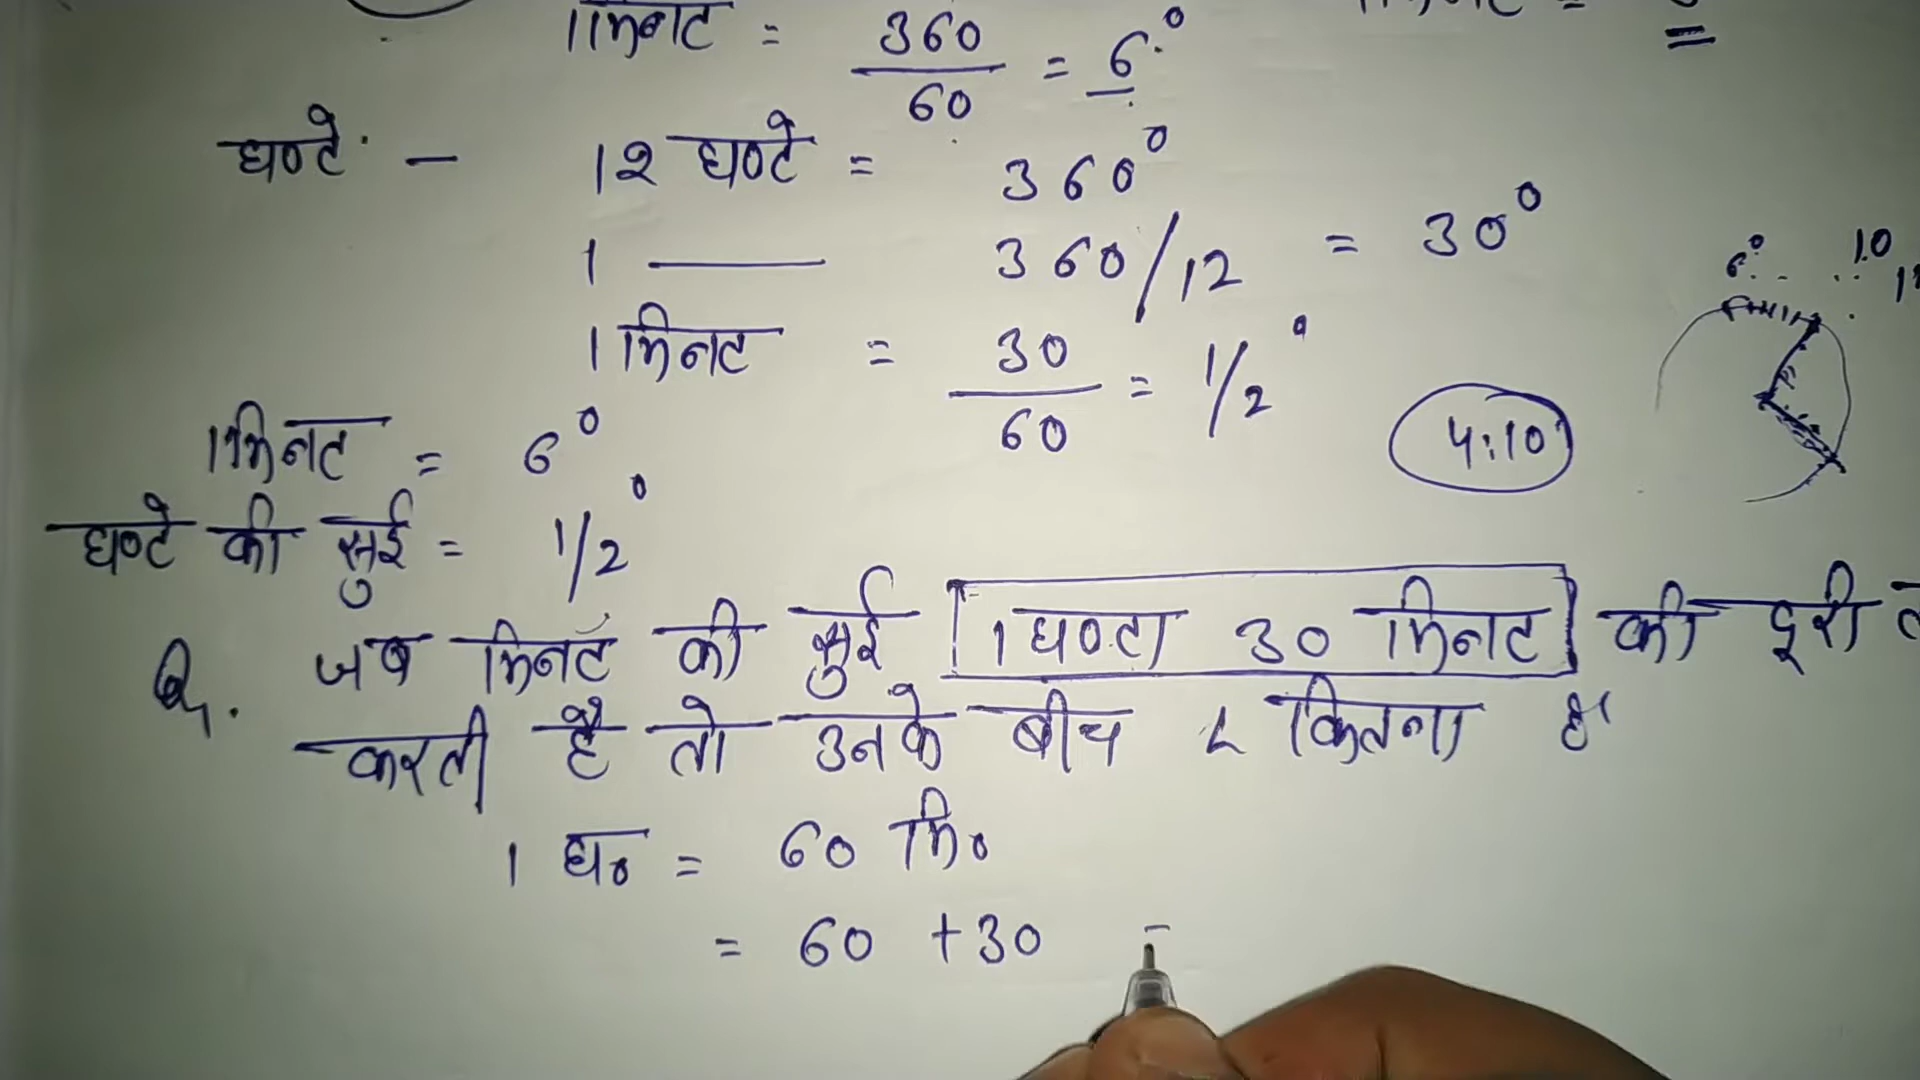 1 मिनट = 360/60 = 6°
घण्टे - 12 घण्टे = 360°
1 —— 360/12 = 30°
1 मिनट = 30/60 = 1/2°
6° 10
4:10
1 मिनट = 6°
घण्टे की सुई = 1/2°
Q. जब मिनट की सुई 1 घण्टा 30 मिनट की दूरी
करती है तो उनके बीच ∠ कितना है
1 घ० = 60 मि०
= 60 + 30 =